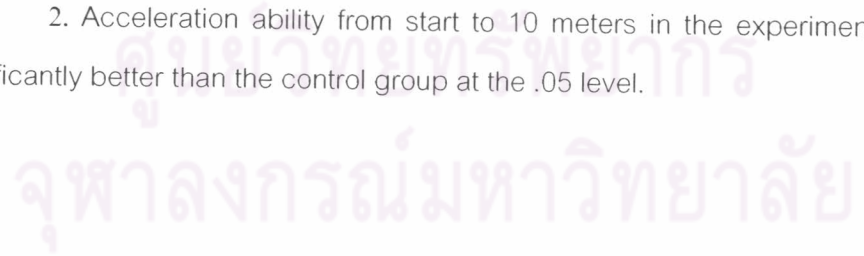 2. Acceleration ability from start to 10 meters in the
better than the control group at the .05 level.
ศูนย์วิทยทรัพยากร
จุฬาลงกรณ์มหาวิทยาลัย